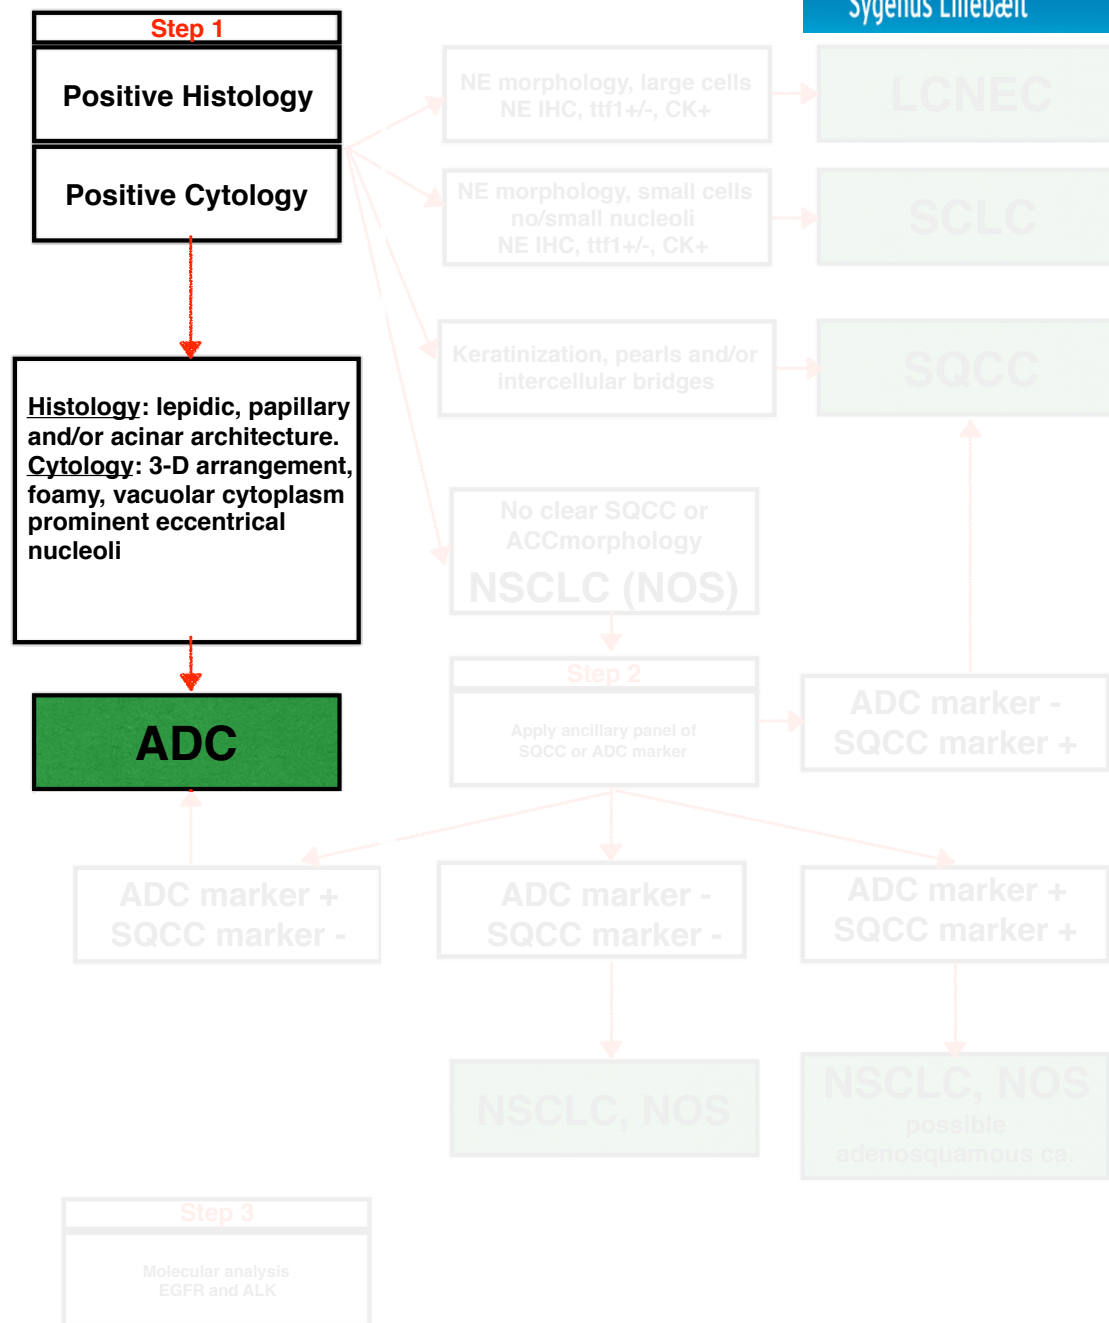 Sygehus Lillebælt
Step 1
Positive Histology
Positive Cytology
Histology: lepidic, papillary
and/or acinar architecture.
Cytology: 3-D arrangement,
foamy, vacuolar cytoplasm
prominent eccentrical
nucleoli
ADC
NE morphology, large cells
NE IHC, ttf1+/-, CK+
LCNEC
NE morphology, small cells
no/small nucleoli
NE IHC, ttf1+/-, CK+
SCLC
Keratinization, pearls and/or
intercellular bridges
SQCC
No clear SQCC or
ACCmorphology
NSCLC (NOS)
Step 2
Apply ancillary panel of
SQCC or ADC marker
ADC marker -
SQCC marker +
ADC marker +
SQCC marker -
ADC marker -
SQCC marker -
ADC marker +
SQCC marker +
NSCLC, NOS
NSCLC, NOS
possible
adenosquamous ca.
Step 3
Molecular analysis
EGFR and ALK